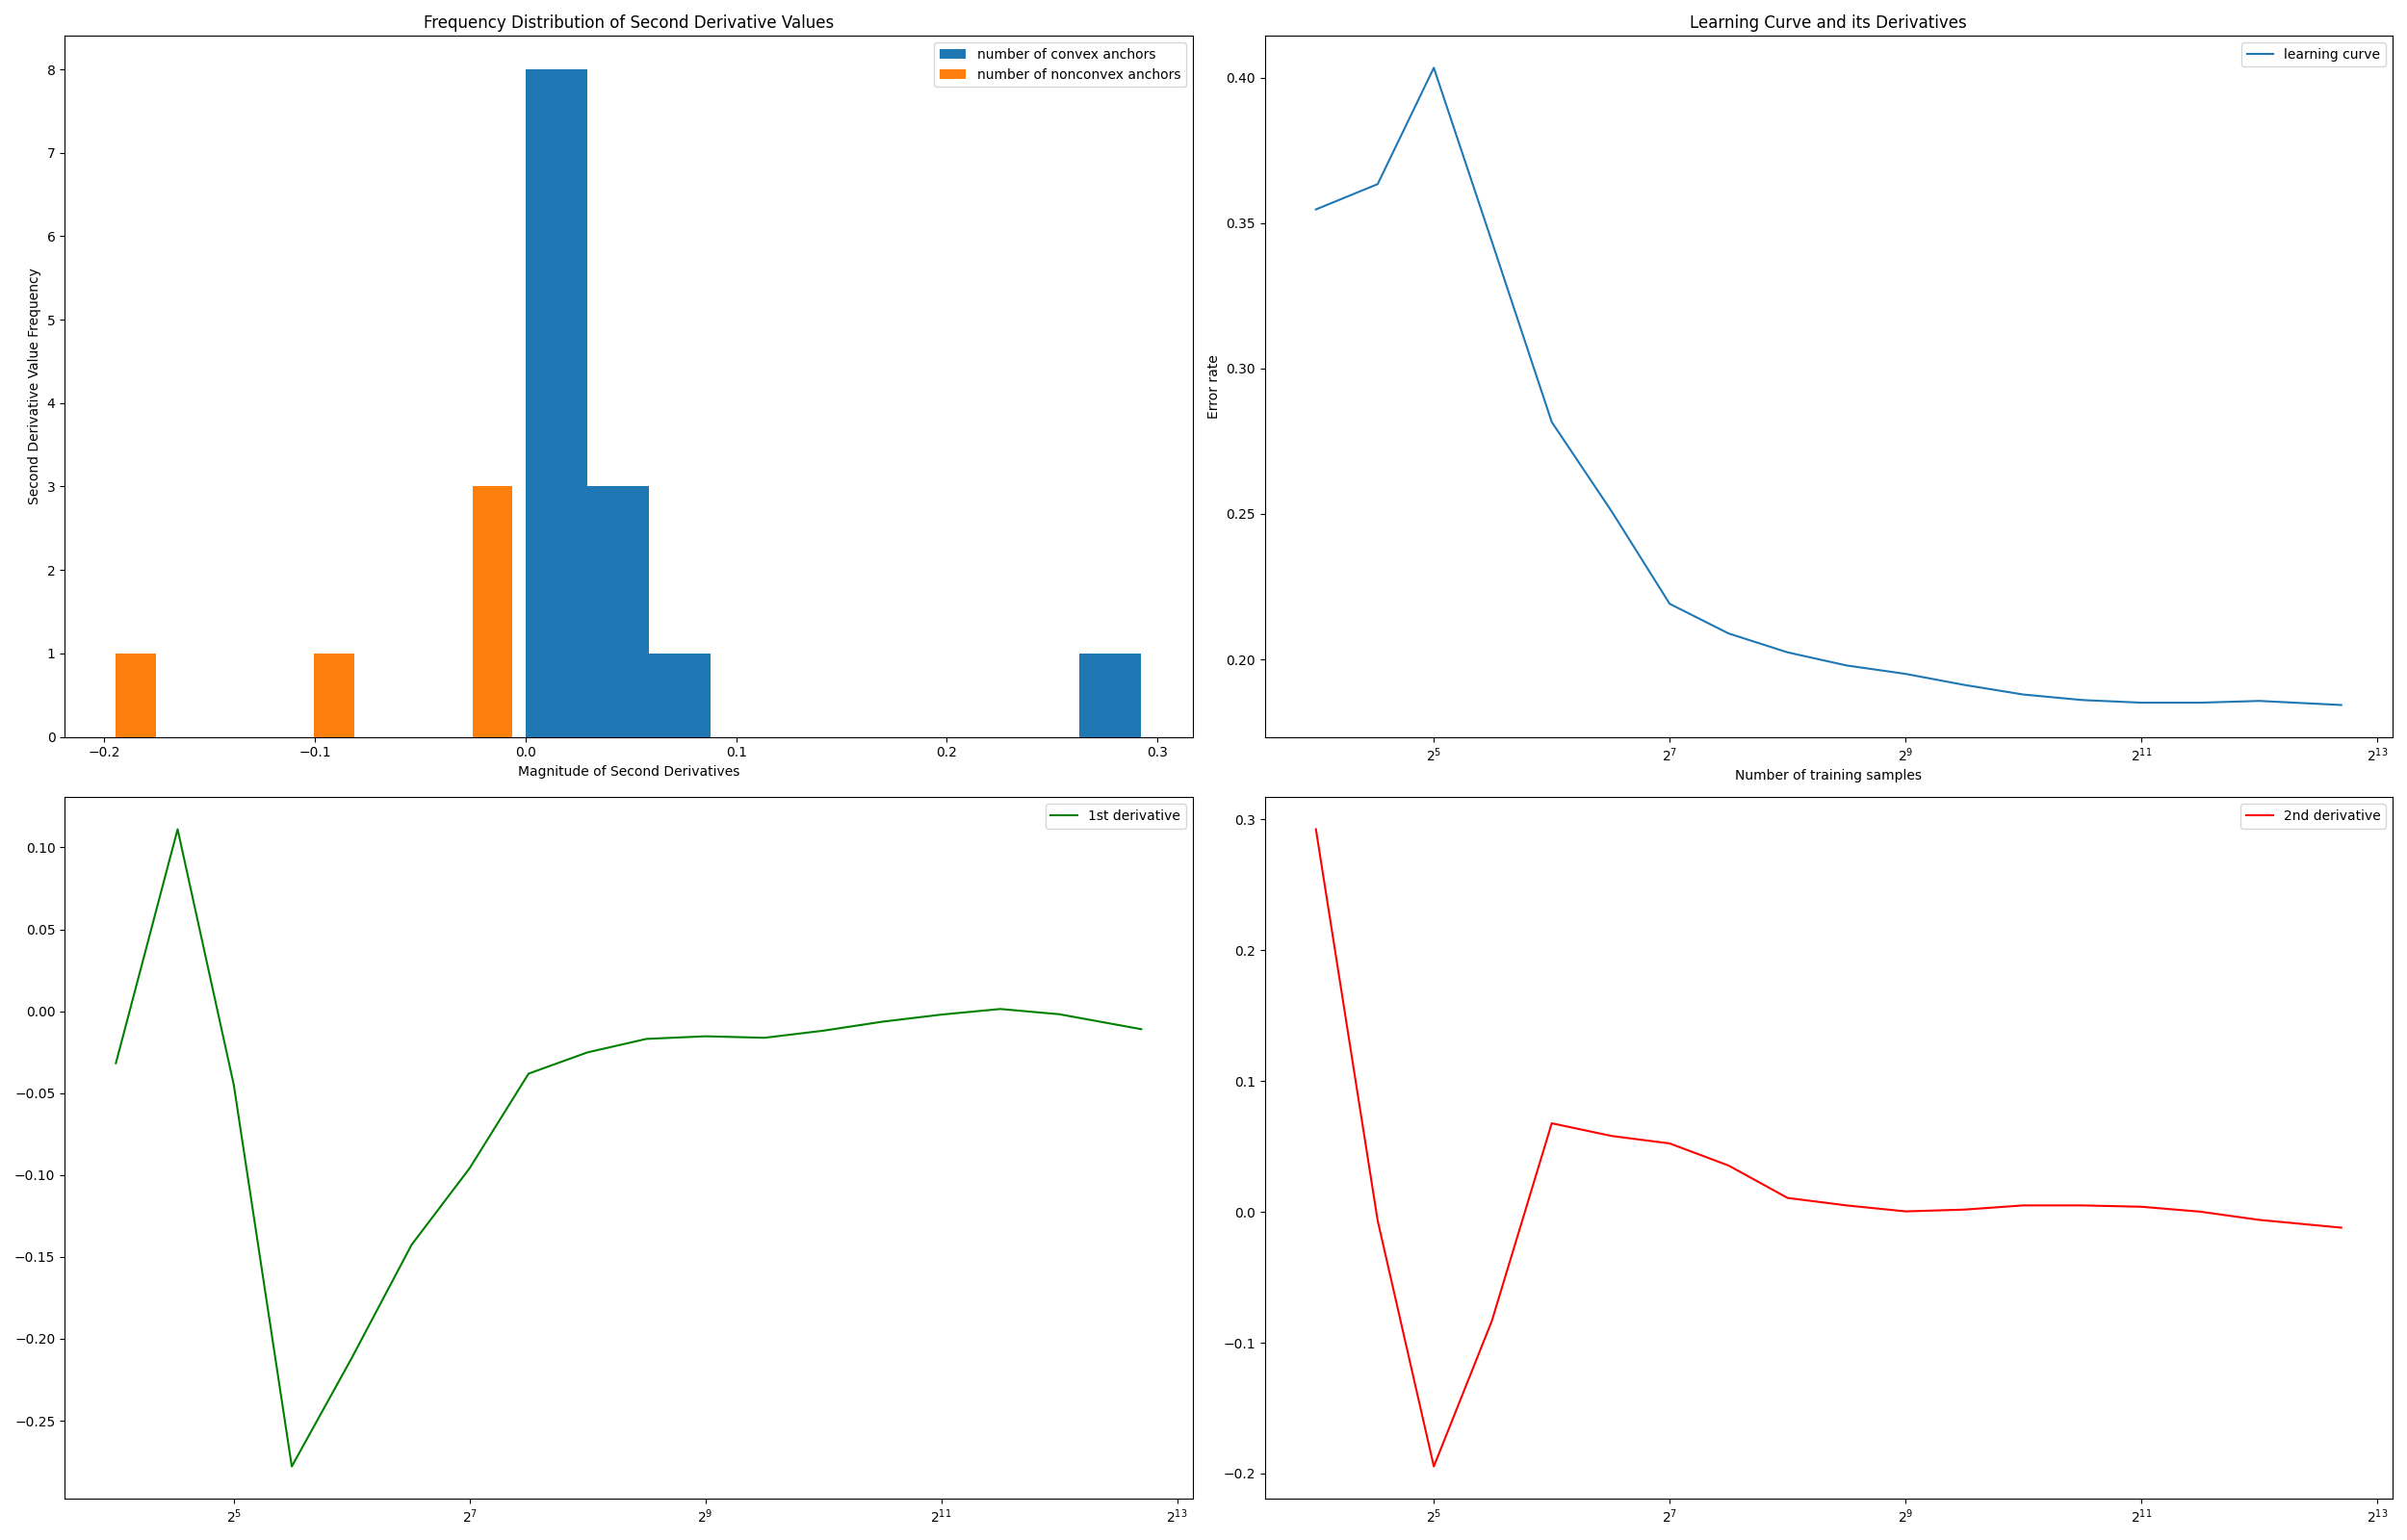 Frequency Distribution of Second Derivative Values
number of convex anchors
number of nonconvex anchors
Second Derivative Value Frequency
8
7
6
5
4
3
2
1
0
−0.2 −0.1 0.0 0.1 0.2 0.3
Magnitude of Second Derivatives
Learning Curve and its Derivatives
learning curve
Error rate
0.40
0.35
0.30
0.25
0.20
2^5 2^7 2^9 2^11 2^13
Number of training samples
1st derivative
0.10
0.05
0.00
−0.05
−0.10
−0.15
−0.20
−0.25
2^5 2^7 2^9 2^11 2^13
2nd derivative
0.3
0.2
0.1
0.0
−0.1
−0.2
2^5 2^7 2^9 2^11 2^13